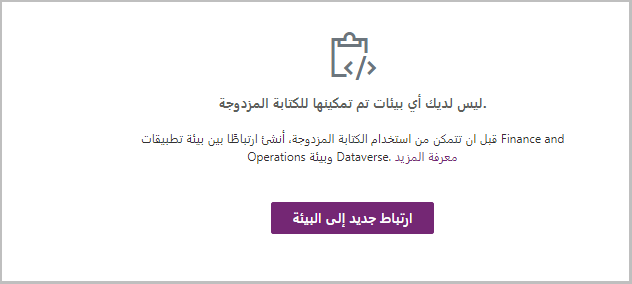 ليس لديك أي بيئات تم تمكينها للكتابة المزدوجة.
قبل ان تتمكن من استخدام الكتابة المزدوجة، أنشئ ارتباطًا بين بيئة تطبيقات Finance and
Operations وبيئة Dataverse. معرفة المزيد
ارتباط جديد إلى البيئة